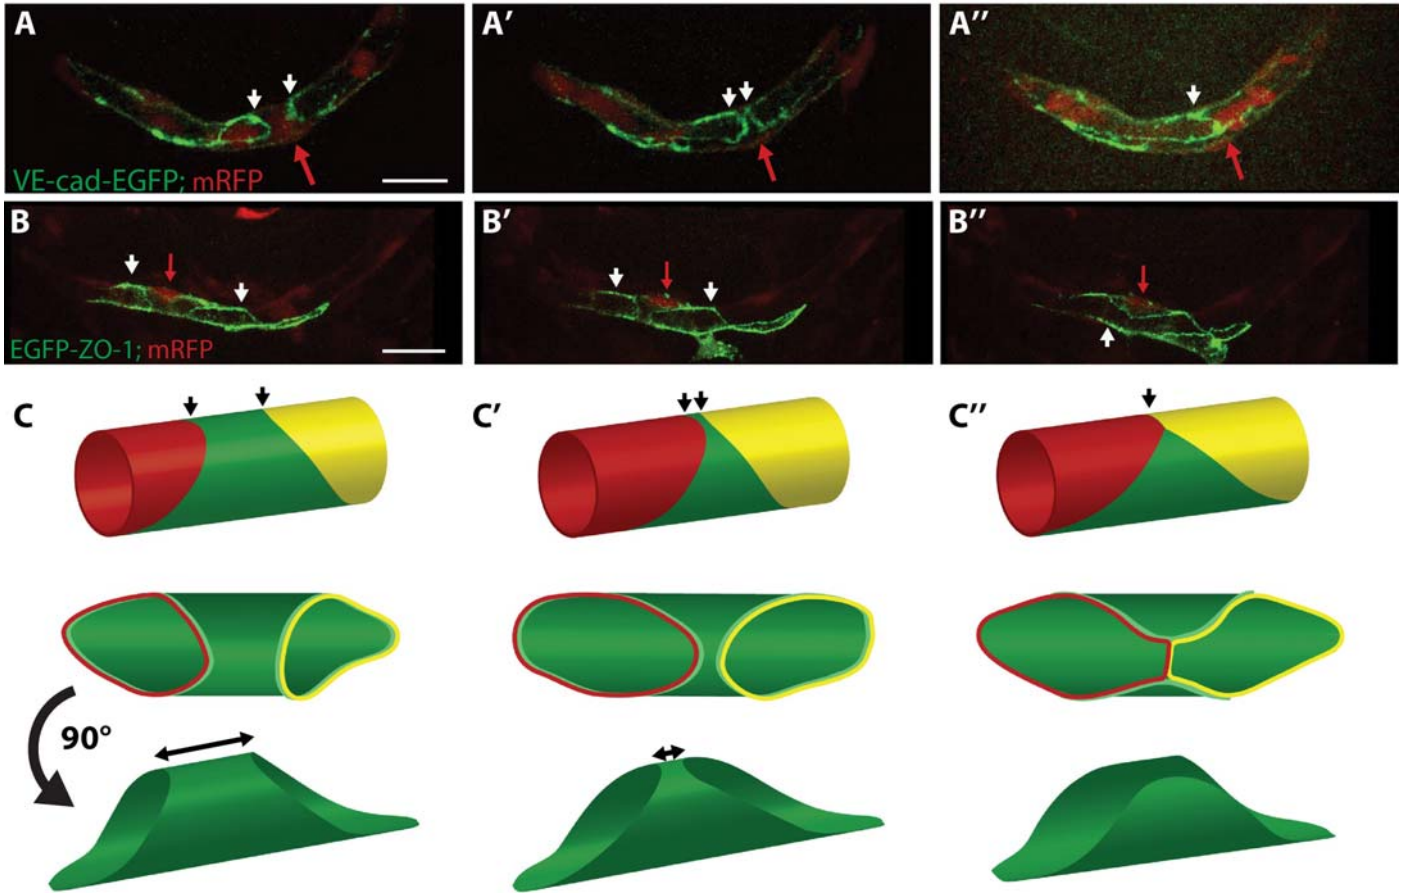 A
A′
A″
VE-cad-EGFP; mRFP
B
B′
B″
EGFP-ZO-1; mRFP
C
C′
C″
90°